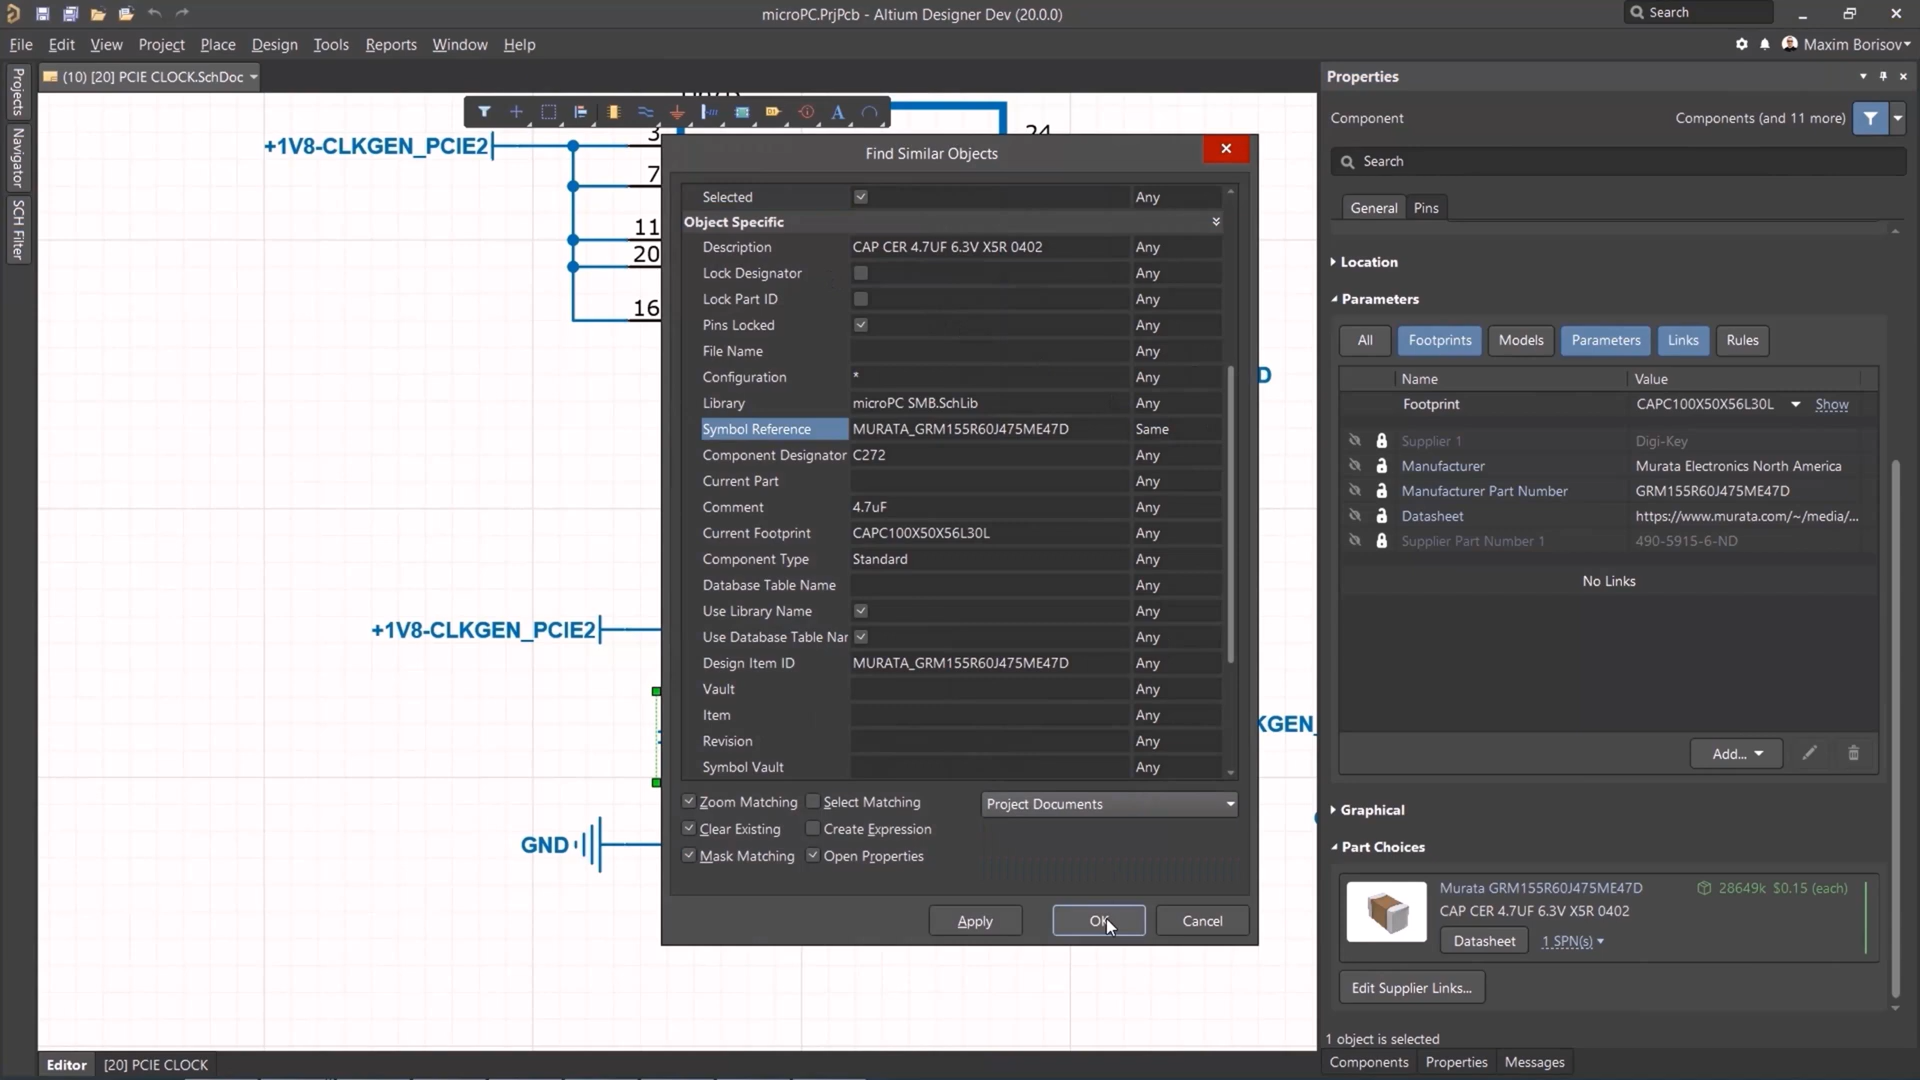 microPC.PrjPcb - Altium Designer Dev (20.0.0)
Search
File Edit View Project Place Design Tools Reports Window Help
Maxim Borisov
Projects
Navigator
SCH Filter
(10) [20] PCIE CLOCK.SchDoc
+1V8-CLKGEN_PCIE2
3
7
11
20
16
24
+1V8-CLKGEN_PCIE2
GND
D
KGEN_
Find Similar Objects
Selected Any
Object Specific
Description CAP CER 4.7UF 6.3V X5R 0402 Any
Lock Designator Any
Lock Part ID Any
Pins Locked Any
File Name Any
Configuration * Any
Library microPC SMB.SchLib Any
Symbol Reference MURATA_GRM155R60J475ME47D Same
Component Designator C272 Any
Current Part Any
Comment 4.7uF Any
Current Footprint CAPC100X50X56L30L Any
Component Type Standard Any
Database Table Name Any
Use Library Name Any
Use Database Table Nar Any
Design Item ID MURATA_GRM155R60J475ME47D Any
Vault Any
Item Any
Revision Any
Symbol Vault Any
Zoom Matching Select Matching Project Documents
Clear Existing Create Expression
Mask Matching Open Properties
Apply OK Cancel
Properties
Component Components (and 11 more)
Search
General Pins
Location
Parameters
All Footprints Models Parameters Links Rules
Name Value
Footprint CAPC100X50X56L30L Show
Supplier 1 Digi-Key
Manufacturer Murata Electronics North America
Manufacturer Part Number GRM155R60J475ME47D
Datasheet https://www.murata.com/~/media/...
Supplier Part Number 1 490-5915-6-ND
No Links
Add...
Graphical
Part Choices
Murata GRM155R60J475ME47D 28649k $0.15 (each)
CAP CER 4.7UF 6.3V X5R 0402
Datasheet 1 SPN(s)
Edit Supplier Links...
1 object is selected
Components Properties Messages
Editor [20] PCIE CLOCK